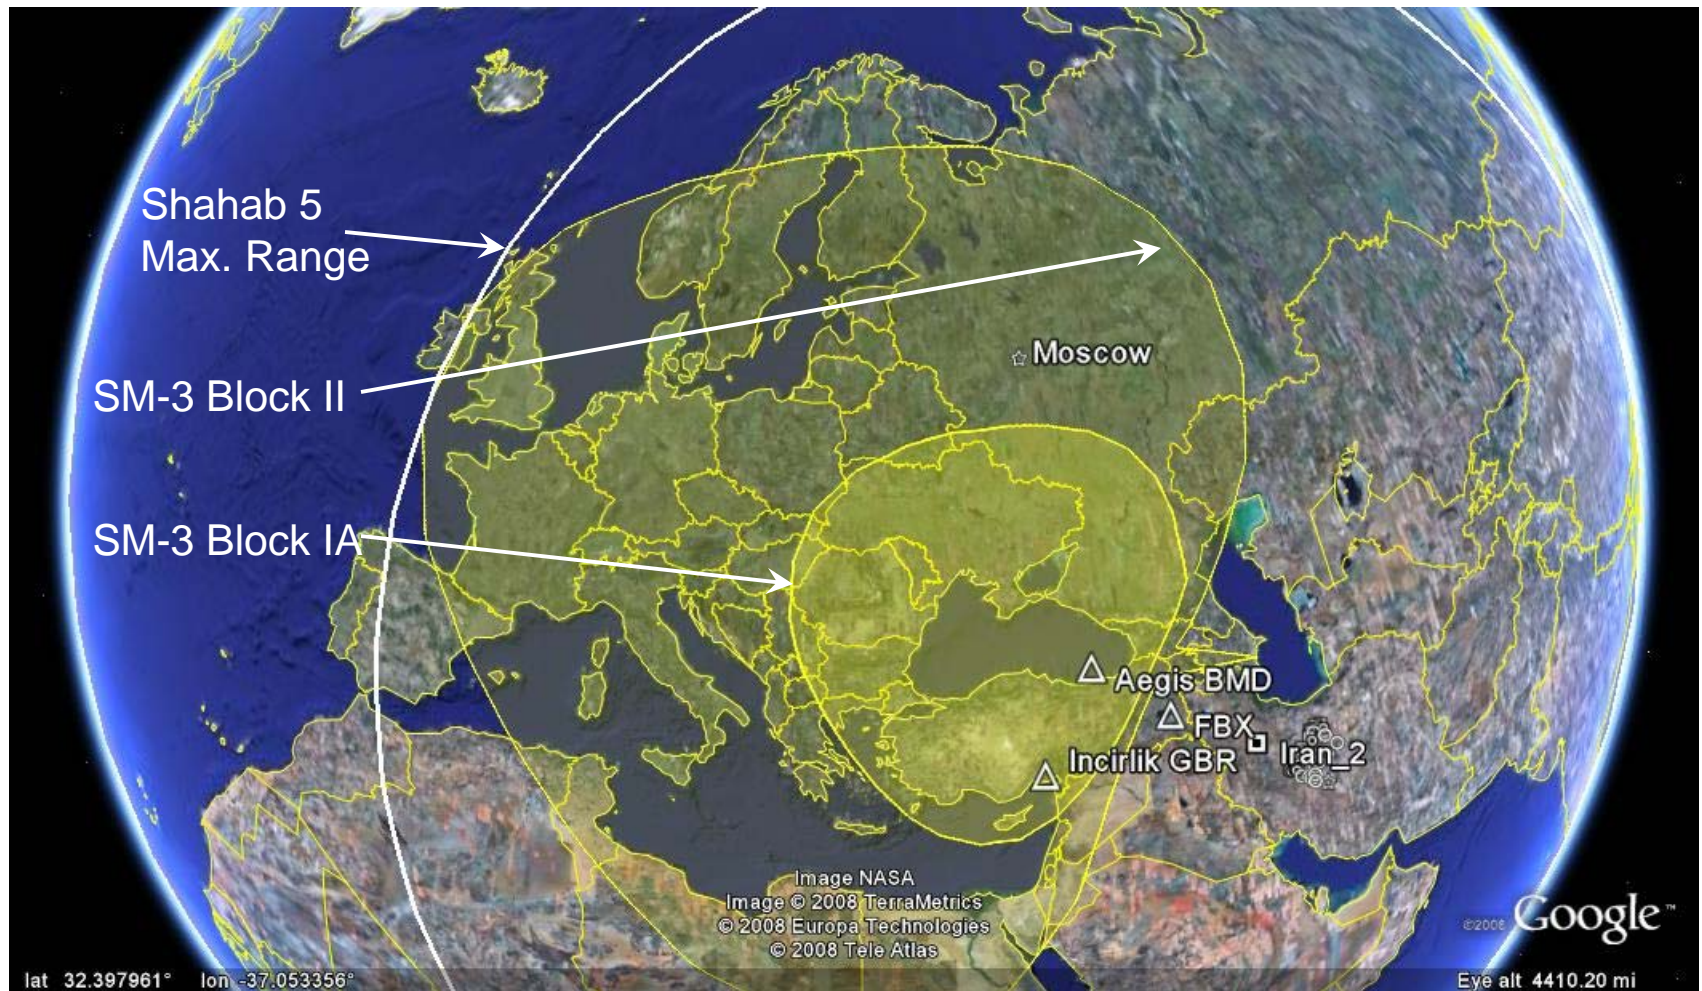 Shahab 5
Max. Range
SM-3 Block II
Moscow
SM-3 Block IA
Aegis BMD
FBX
Iran_2
Incirlik GBR
Image NASA
Image © 2008 TerraMetrics
© 2008 Europa Technologies
© 2008 Tele Atlas
©2008 Google™
lat 32.397961° lon -37.053356° Eye alt 4410.20 mi